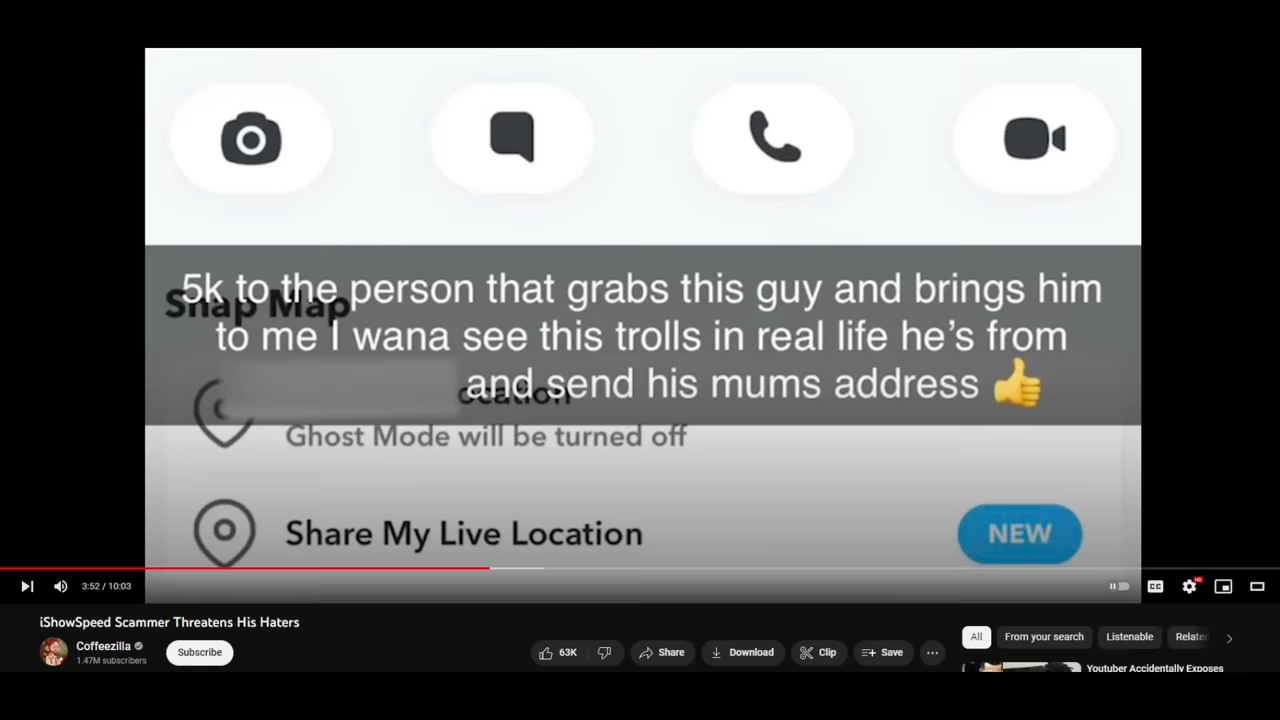 5k to the person that grabs this guy and brings him
to me I wana see this trolls in real life he's from
and send his mums address 👍
Snap Map
ocation
Ghost Mode will be turned off
Share My Live Location
NEW
3:52 / 10:03
CC
HD
iShowSpeed Scammer Threatens His Haters
Coffeezilla
1.47M subscribers
Subscribe
63K
Share
Download
Clip
Save
All
From your search
Listenable
Relate
Youtuber Accidentally Exposes